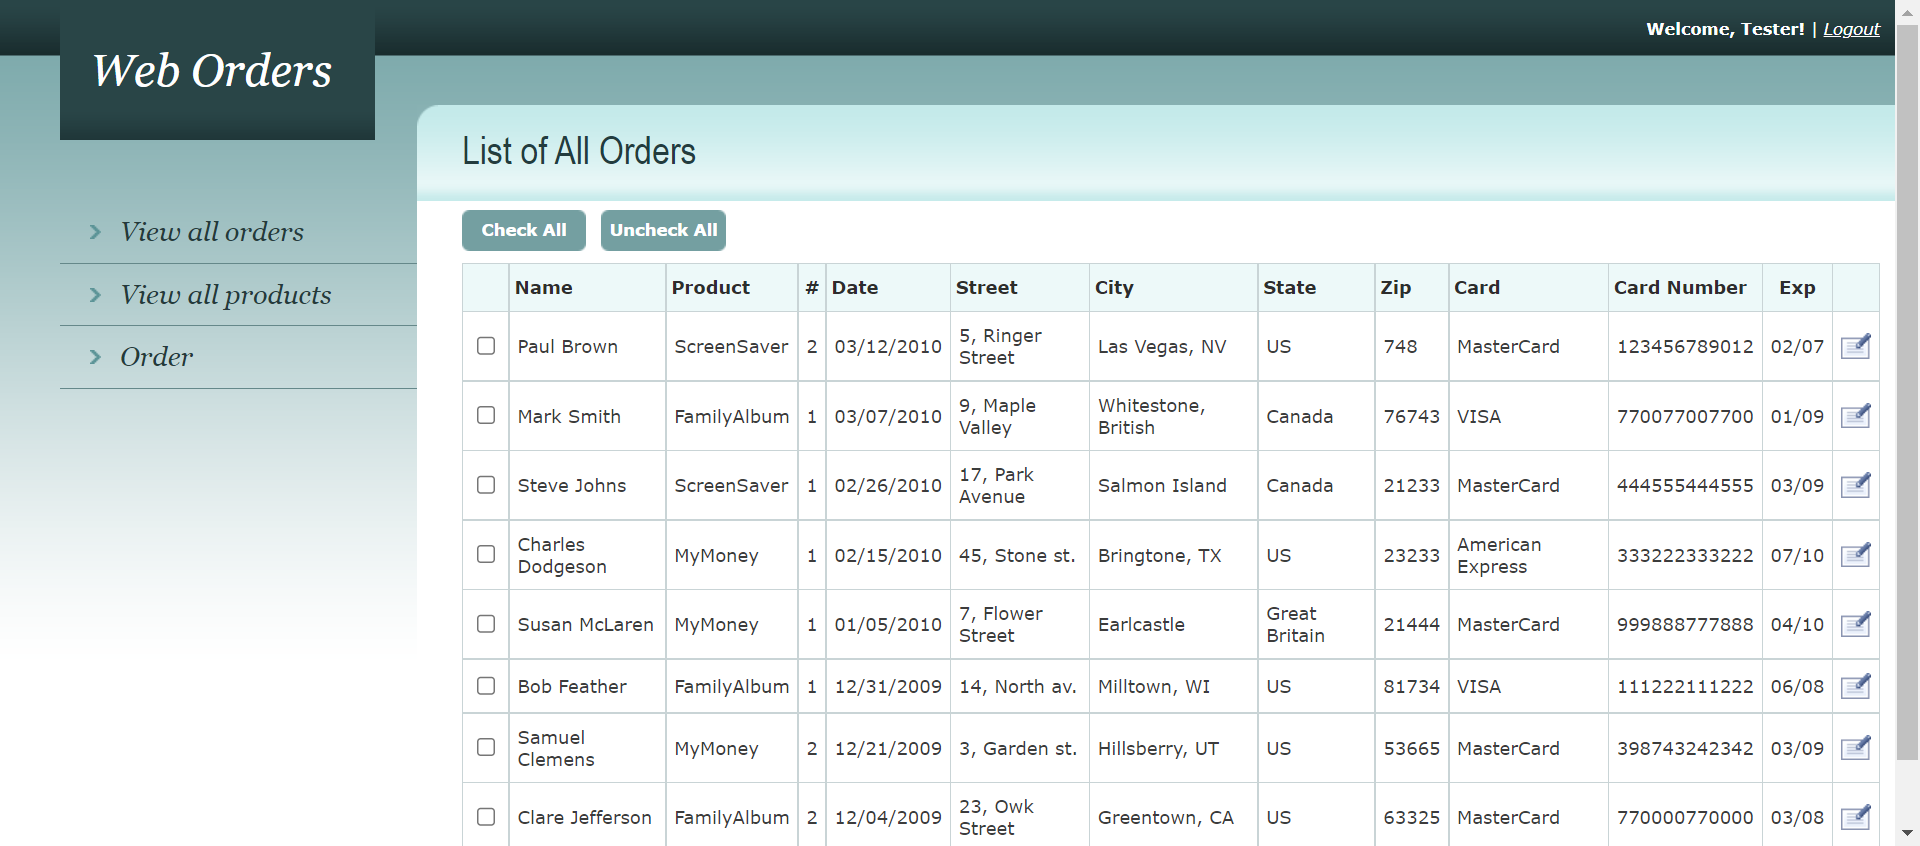 Welcome, Tester! | Logout
Web Orders
List of All Orders
View all orders
View all products
Order
Check All Uncheck All
Name Product # Date Street City State Zip Card Card Number Exp
Paul Brown ScreenSaver 2 03/12/2010 5, Ringer Street Las Vegas, NV US 748 MasterCard 123456789012 02/07
Mark Smith FamilyAlbum 1 03/07/2010 9, Maple Valley Whitestone, British Canada 76743 VISA 770077007700 01/09
Steve Johns ScreenSaver 1 02/26/2010 17, Park Avenue Salmon Island Canada 21233 MasterCard 444555444555 03/09
Charles Dodgeson MyMoney 1 02/15/2010 45, Stone st. Bringtone, TX US 23233 American Express 333222333222 07/10
Susan McLaren MyMoney 1 01/05/2010 7, Flower Street Earlcastle Great Britain 21444 MasterCard 999888777888 04/10
Bob Feather FamilyAlbum 1 12/31/2009 14, North av. Milltown, WI US 81734 VISA 111222111222 06/08
Samuel Clemens MyMoney 2 12/21/2009 3, Garden st. Hillsberry, UT US 53665 MasterCard 398743242342 03/09
Clare Jefferson FamilyAlbum 2 12/04/2009 23, Owk Street Greentown, CA US 63325 MasterCard 770000770000 03/08